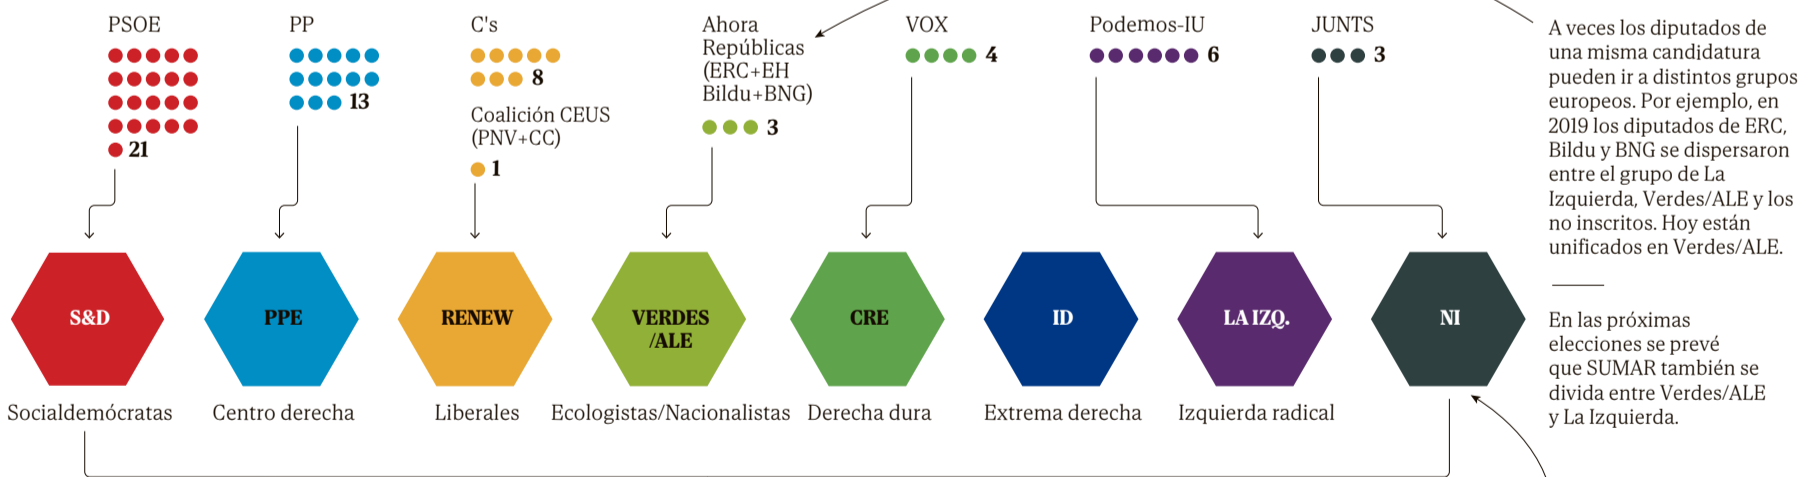 PSOE
21
PP
13
C's
8
Coalición CEUS
(PNV+CC)
1
Ahora
Repúblicas
(ERC+EH
Bildu+BNG)
3
VOX
4
Podemos-IU
6
JUNTS
3
S&D
PPE
RENEW
VERDES
/ALE
CRE
ID
LA IZQ.
NI
Socialdemócratas
Centro derecha
Liberales
Ecologistas/Nacionalistas
Derecha dura
Extrema derecha
Izquierda radical
A veces los diputados de
una misma candidatura
pueden ir a distintos grupos
europeos. Por ejemplo, en
2019 los diputados de ERC,
Bildu y BNG se dispersaron
entre el grupo de La
Izquierda, Verdes/ALE y los
no inscritos. Hoy están
unificados en Verdes/ALE.
En las próximas
elecciones se prevé
que SUMAR también se
divida entre Verdes/ALE
y La Izquierda.